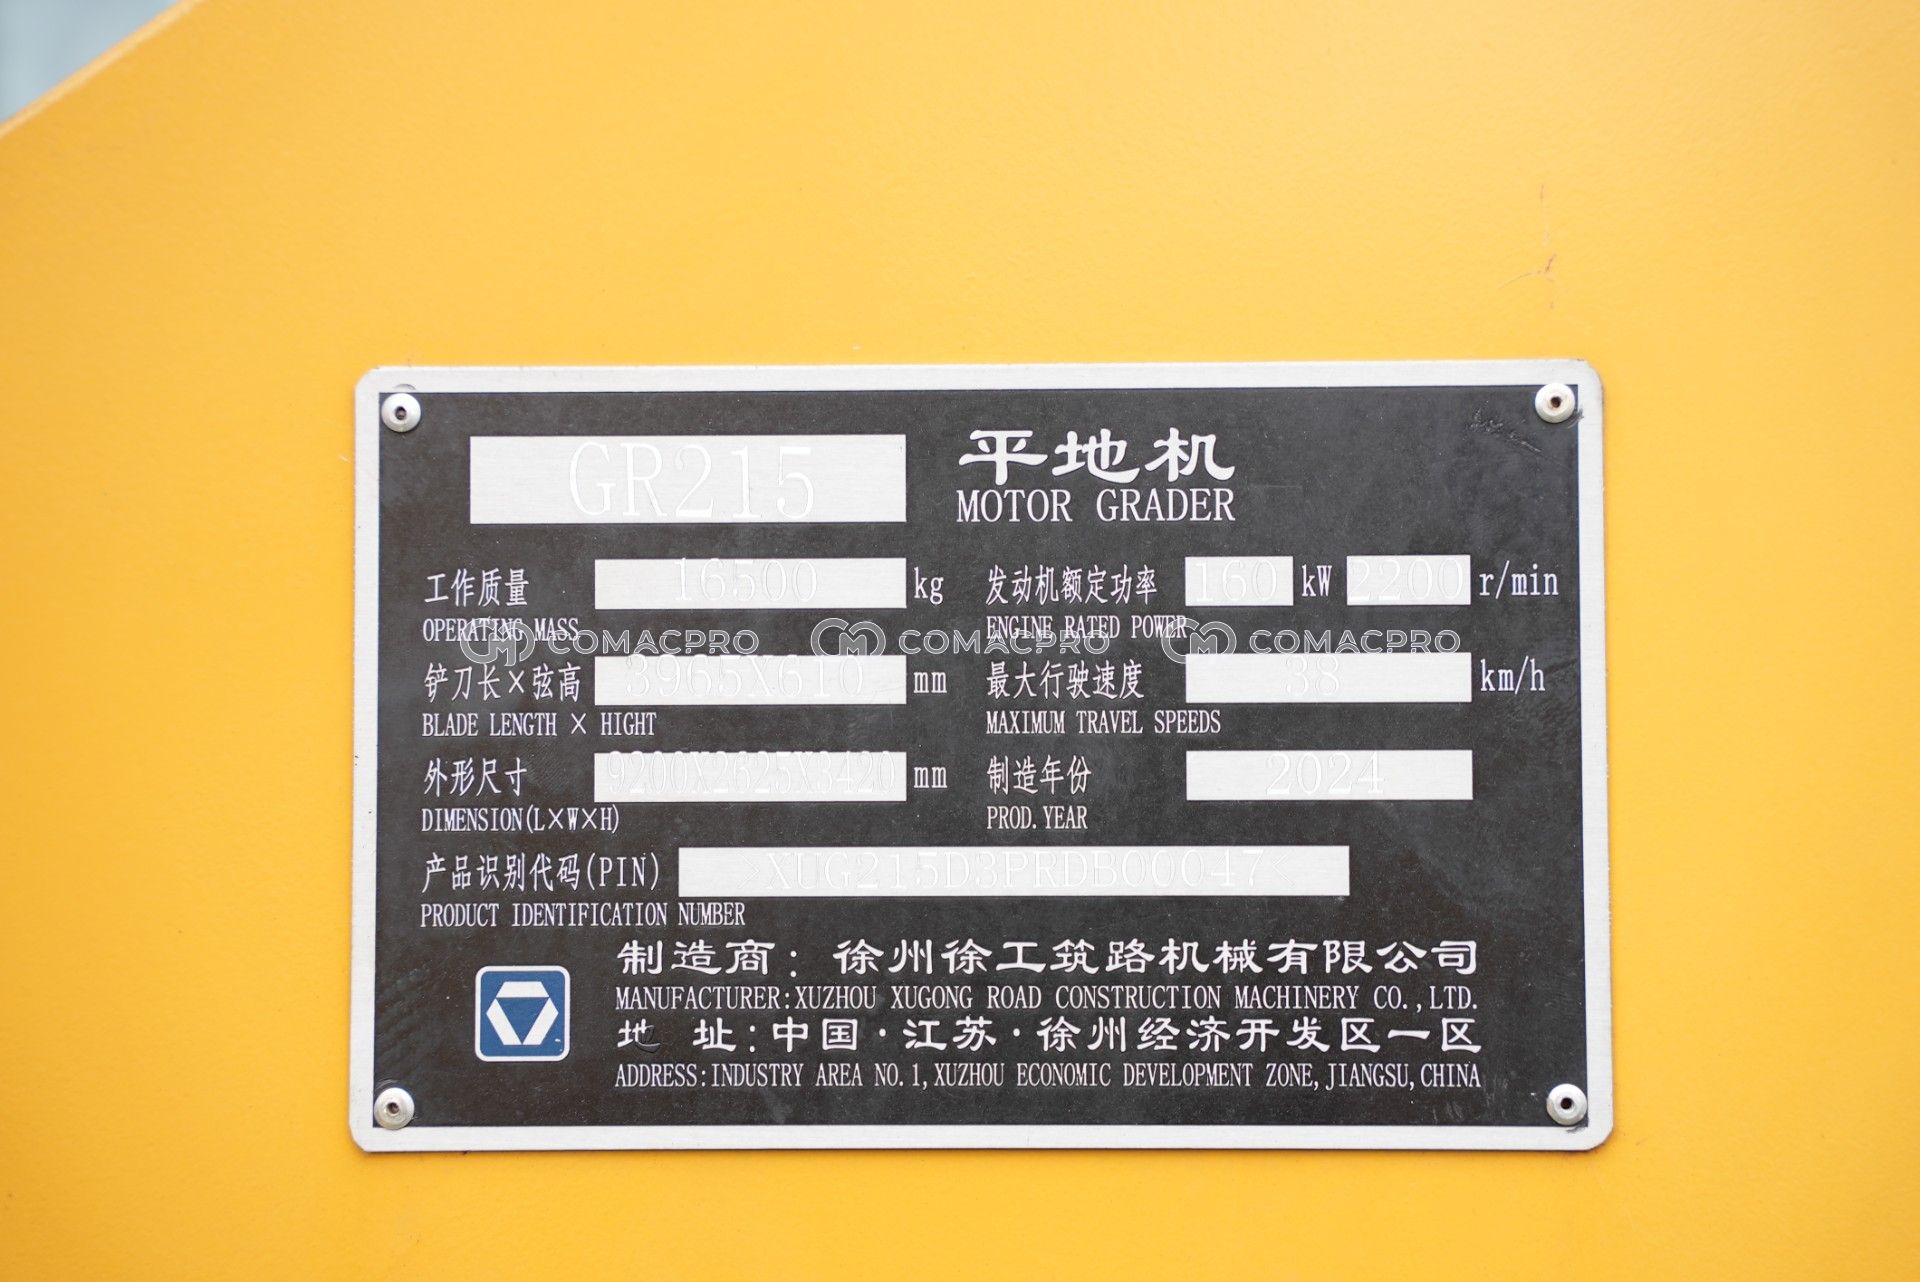 GR215 平地机
MOTOR GRADER
工作质量 16500 kg 发动机额定功率 160 kW 2200 r/min
OPERATING MASS ENGINE RATED POWER
COMACPRO COMACPRO COMACPRO
铲刀长×弦高 3965X610 mm 最大行驶速度 38 km/h
BLADE LENGTH × HIGHT MAXIMUM TRAVEL SPEEDS
外形尺寸 9200X2625X3420 mm 制造年份 2024
DIMENSION(L×W×H) PROD.YEAR
产品识别代码(PIN) >XUG215D3PRDB00047
PRODUCT IDENTIFICATION NUMBER
制造商：徐州徐工筑路机械有限公司
MANUFACTURER:XUZHOU XUGONG ROAD CONSTRUCTION MACHINERY CO.,LTD.
地 址：中国·江苏·徐州经济开发区一区
ADDRESS:INDUSTRY AREA NO.1,XUZHOU ECONOMIC DEVELOPMENT ZONE,JIANGSU,CHINA